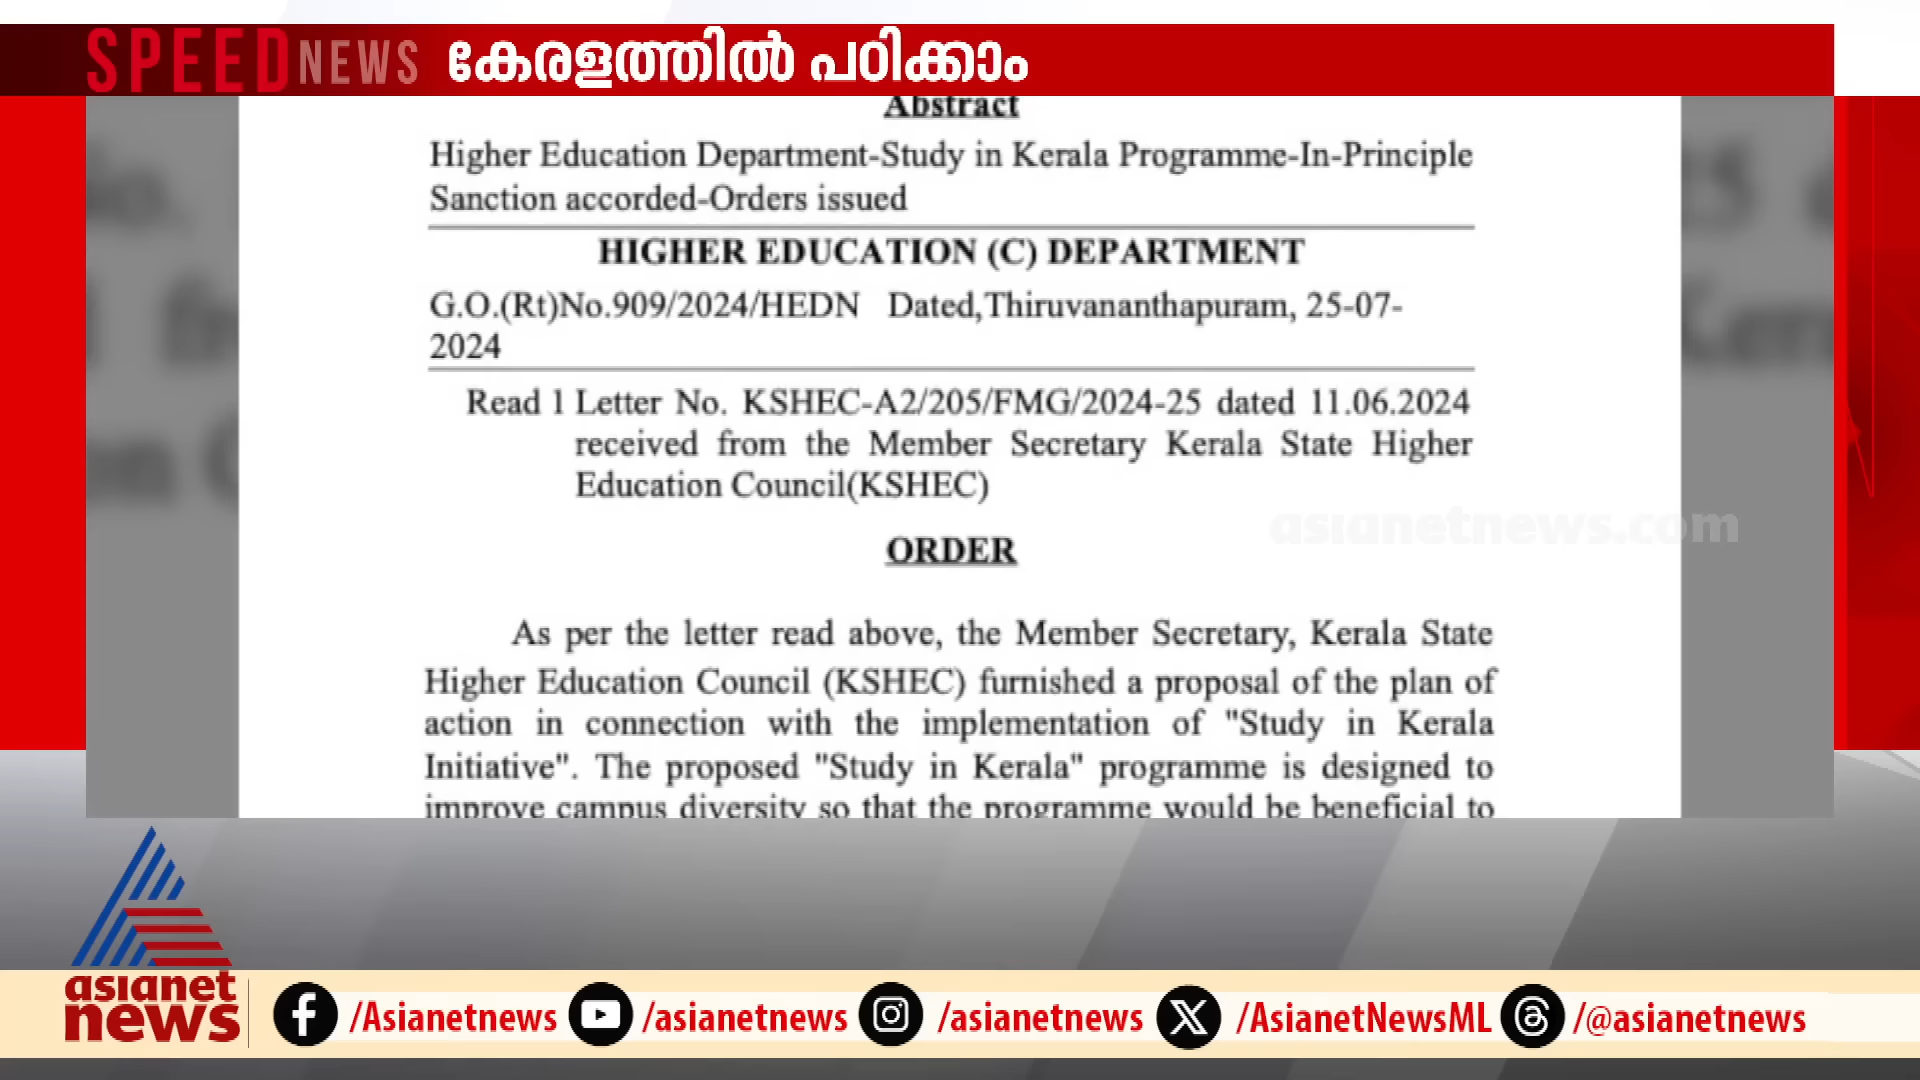 SPEED NEWS കേരളത്തിൽ പഠിക്കാം
Abstract
Higher Education Department-Study in Kerala Programme-In-Principle
Sanction accorded-Orders issued
HIGHER EDUCATION (C) DEPARTMENT
G.O.(Rt)No.909/2024/HEDN Dated,Thiruvananthapuram, 25-07-
2024
Read 1 Letter No. KSHEC-A2/205/FMG/2024-25 dated 11.06.2024
received from the Member Secretary Kerala State Higher
Education Council(KSHEC)
asianetnews.com
ORDER
As per the letter read above, the Member Secretary, Kerala State
Higher Education Council (KSHEC) furnished a proposal of the plan of
action in connection with the implementation of "Study in Kerala
Initiative". The proposed "Study in Kerala" programme is designed to
improve campus diversity so that the programme would be beneficial to
asianet
news
/Asianetnews /asianetnews /asianetnews /AsianetNewsML /@asianetnews